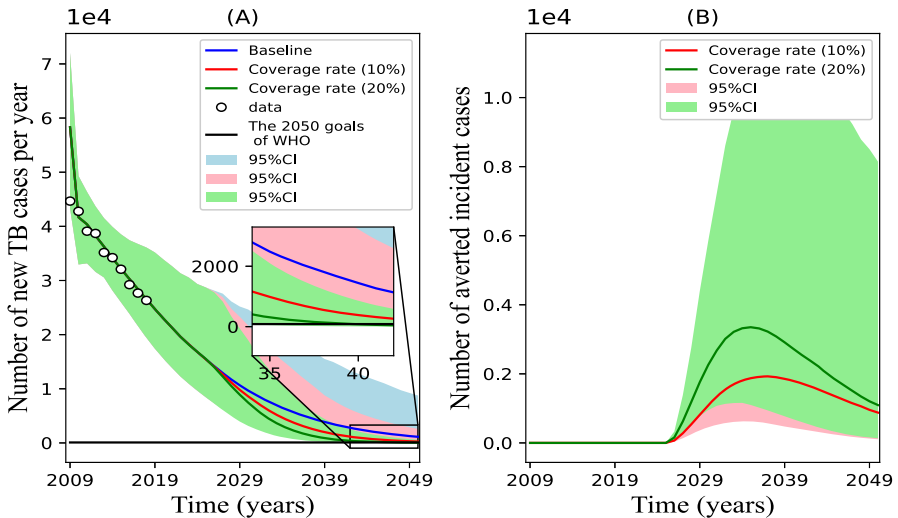 1e4
(A)
Number of new TB cases per year
7
6
5
4
3
2
1
0
Baseline
Coverage rate (10%)
Coverage rate (20%)
data
The 2050 goals
of WHO
95%CI
95%CI
95%CI
2000
0
35
40
2009
2019
2029
2039
2049
Time (years)
1e4
(B)
Number of averted incident cases
1.0
0.8
0.6
0.4
0.2
0.0
Coverage rate (10%)
Coverage rate (20%)
95%CI
95%CI
2009
2019
2029
2039
2049
Time (years)